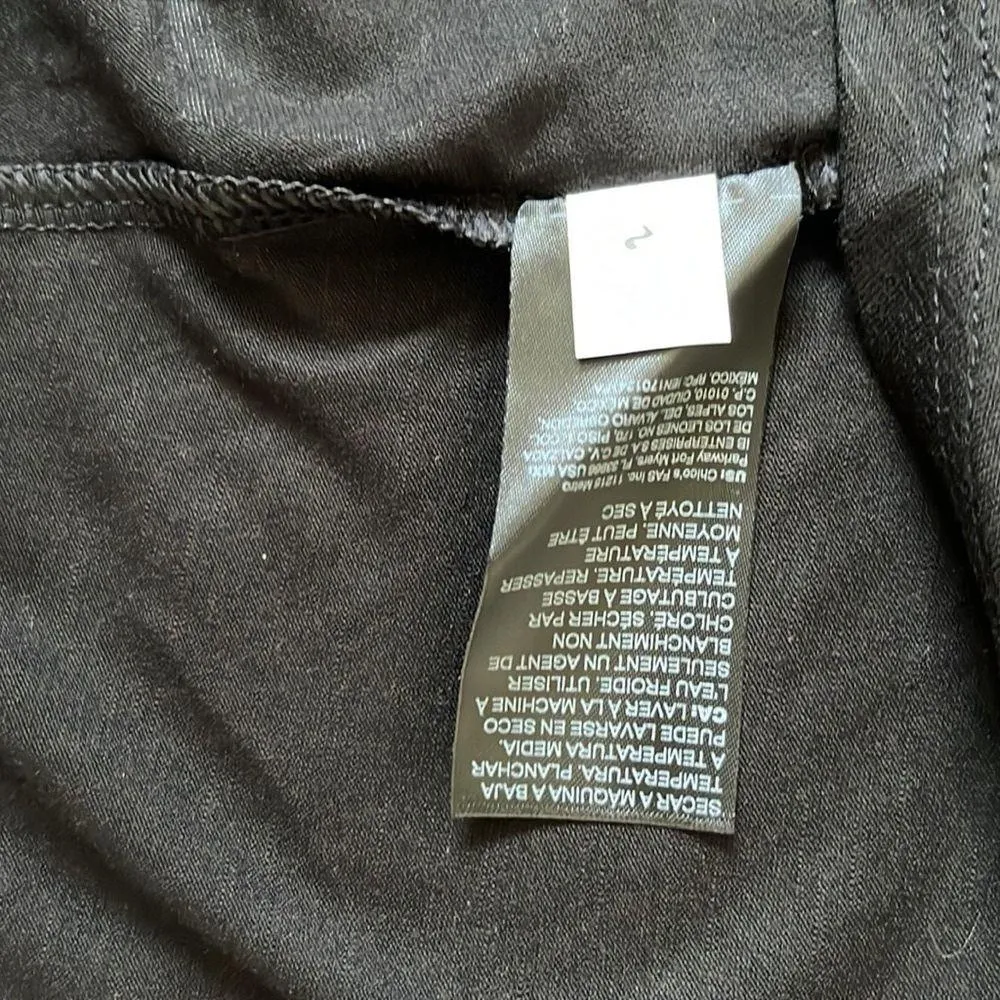 SECAR A MAQUINA A BAJA
TEMPERATURA. PLANCHAR
A TEMPERATURA MEDIA.
PUEDE LAVARSE EN SECO
CA: LAVER À LA MACHINE À
L'EAU FROIDE. UTILISER
SEULEMENT UN AGENT DE
BLANCHIMENT NON
CHLORÉ. SÉCHER PAR
CULBUTAGE À BASSE
TEMPÉRATURE. REPASSER
À TEMPÉRATURE
MOYENNE. PEUT ÊTRE
NETTOYÉ À SEC
US: Chico's FAS Inc. 11215 Metro
Parkway Fort Myers, FL 33966 USA MX:
IB ENTERPRISES S.A. DE C.V. CALZADA
DE LOS LEONES NO. 170, PISO 2 COL.
LOS ALPES, DEL. ALVARO OBREGON,
C.P. 01010, CIUDAD DE MEXICO,
MÉXICO. RFC: